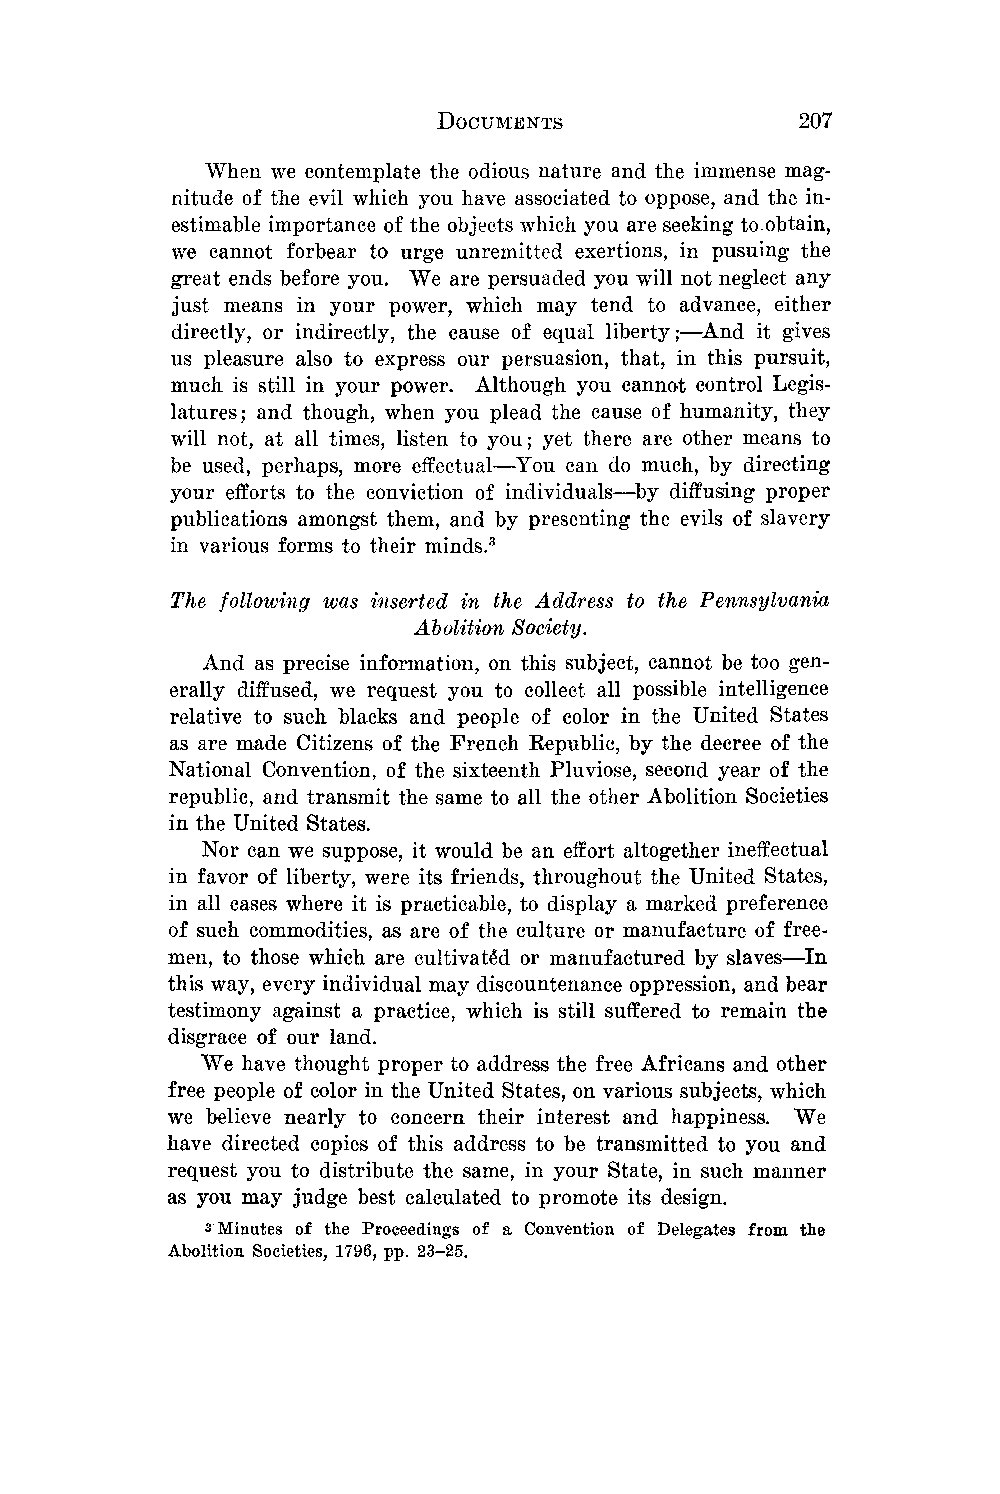 DOCUMENTS 207
When we contemplate the odious nature and the immense mag-
nitude of the evil which you have associated to oppose, and the in-
estimable importance of the objects which you are seeking to obtain,
we cannot forbear to urge unremitted exertions, in pusuing the
great ends before you. We are persuaded you will not neglect any
just means in your power, which may tend to advance, either
directly, or indirectly, the cause of equal liberty;—And it gives
us pleasure also to express our persuasion, that, in this pursuit,
much is still in your power. Although you cannot control Legis-
latures; and though, when you plead the cause of humanity, they
will not, at all times, listen to you; yet there are other means to
be used, perhaps, more effectual—You can do much, by directing
your efforts to the conviction of individuals—by diffusing proper
publications amongst them, and by presenting the evils of slavery
in various forms to their minds.³
The following was inserted in the Address to the Pennsylvania
Abolition Society.
And as precise information, on this subject, cannot be too gen-
erally diffused, we request you to collect all possible intelligence
relative to such blacks and people of color in the United States
as are made Citizens of the French Republic, by the decree of the
National Convention, of the sixteenth Pluviose, second year of the
republic, and transmit the same to all the other Abolition Societies
in the United States.
Nor can we suppose, it would be an effort altogether ineffectual
in favor of liberty, were its friends, throughout the United States,
in all cases where it is practicable, to display a marked preference
of such commodities, as are of the culture or manufacture of free-
men, to those which are cultivatéd or manufactured by slaves—In
this way, every individual may discountenance oppression, and bear
testimony against a practice, which is still suffered to remain the
disgrace of our land.
We have thought proper to address the free Africans and other
free people of color in the United States, on various subjects, which
we believe nearly to concern their interest and happiness. We
have directed copies of this address to be transmitted to you and
request you to distribute the same, in your State, in such manner
as you may judge best calculated to promote its design.
³ Minutes of the Proceedings of a Convention of Delegates from the
Abolition Societies, 1796, pp. 23–25.